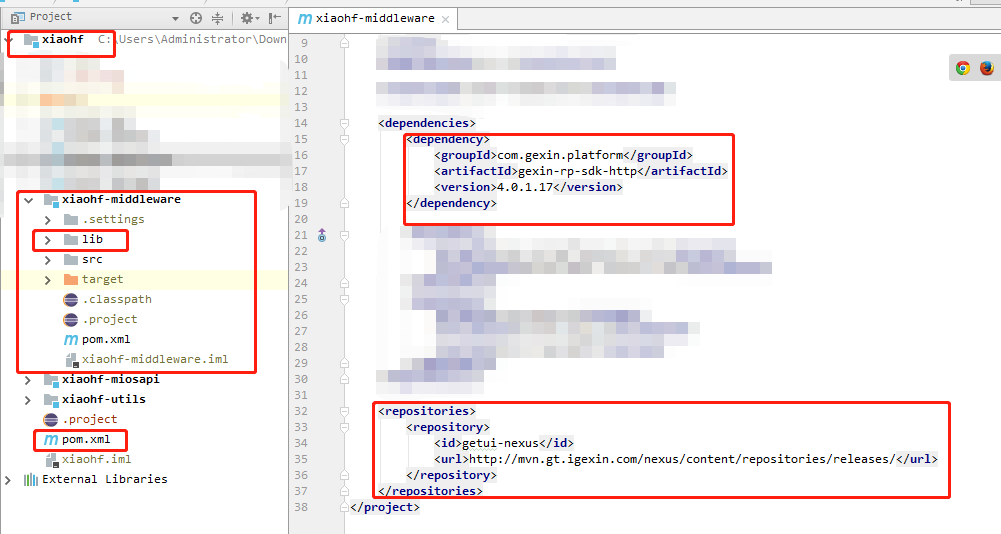 Project
xiaohf C:\Users\Administrator\Down
xiaohf-middleware
.settings
lib
src
target
.classpath
.project
pom.xml
xiaohf-middleware.iml
xiaohf-miosapi
xiaohf-utils
.project
pom.xml
xiaohf.iml
External Libraries
xiaohf-middleware
9
10
11
12
13
14 <dependencies>
15 <dependency>
16 <groupId>com.gexin.platform</groupId>
17 <artifactId>gexin-rp-sdk-http</artifactId>
18 <version>4.0.1.17</version>
19 </dependency>
20
21
22
23
24
25
26
27
28
29
30
31
32 <repositories>
33 <repository>
34 <id>getui-nexus</id>
35 <url>http://mvn.gt.igexin.com/nexus/content/repositories/releases/</url>
36 </repository>
37 </repositories>
38 </project>